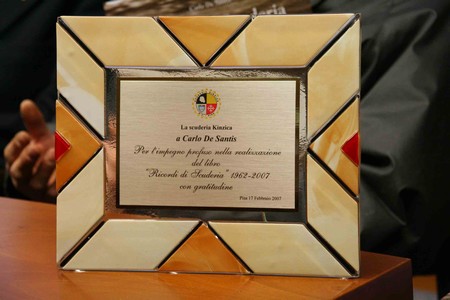 La scuderia Kinzica
a Carlo De Santis
Per l'impegno profuso nella realizzazione
del libro
"Ricordi di Scuderia" 1962-2007
con gratitudine
Pisa 17 Febbraio 2007